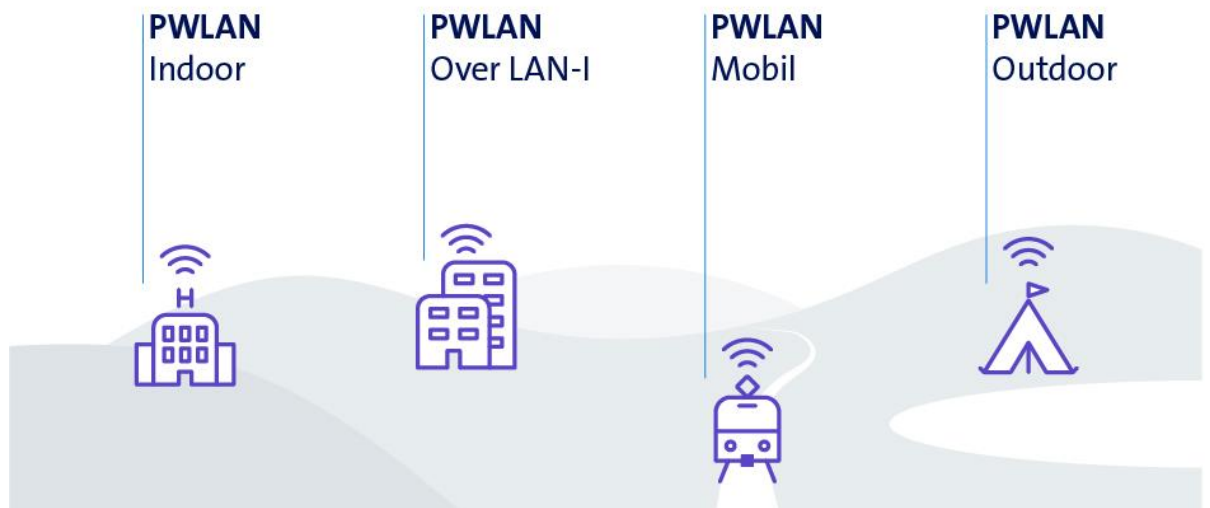 PWLAN
Indoor
PWLAN
Over LAN-I
PWLAN
Mobil
PWLAN
Outdoor
H